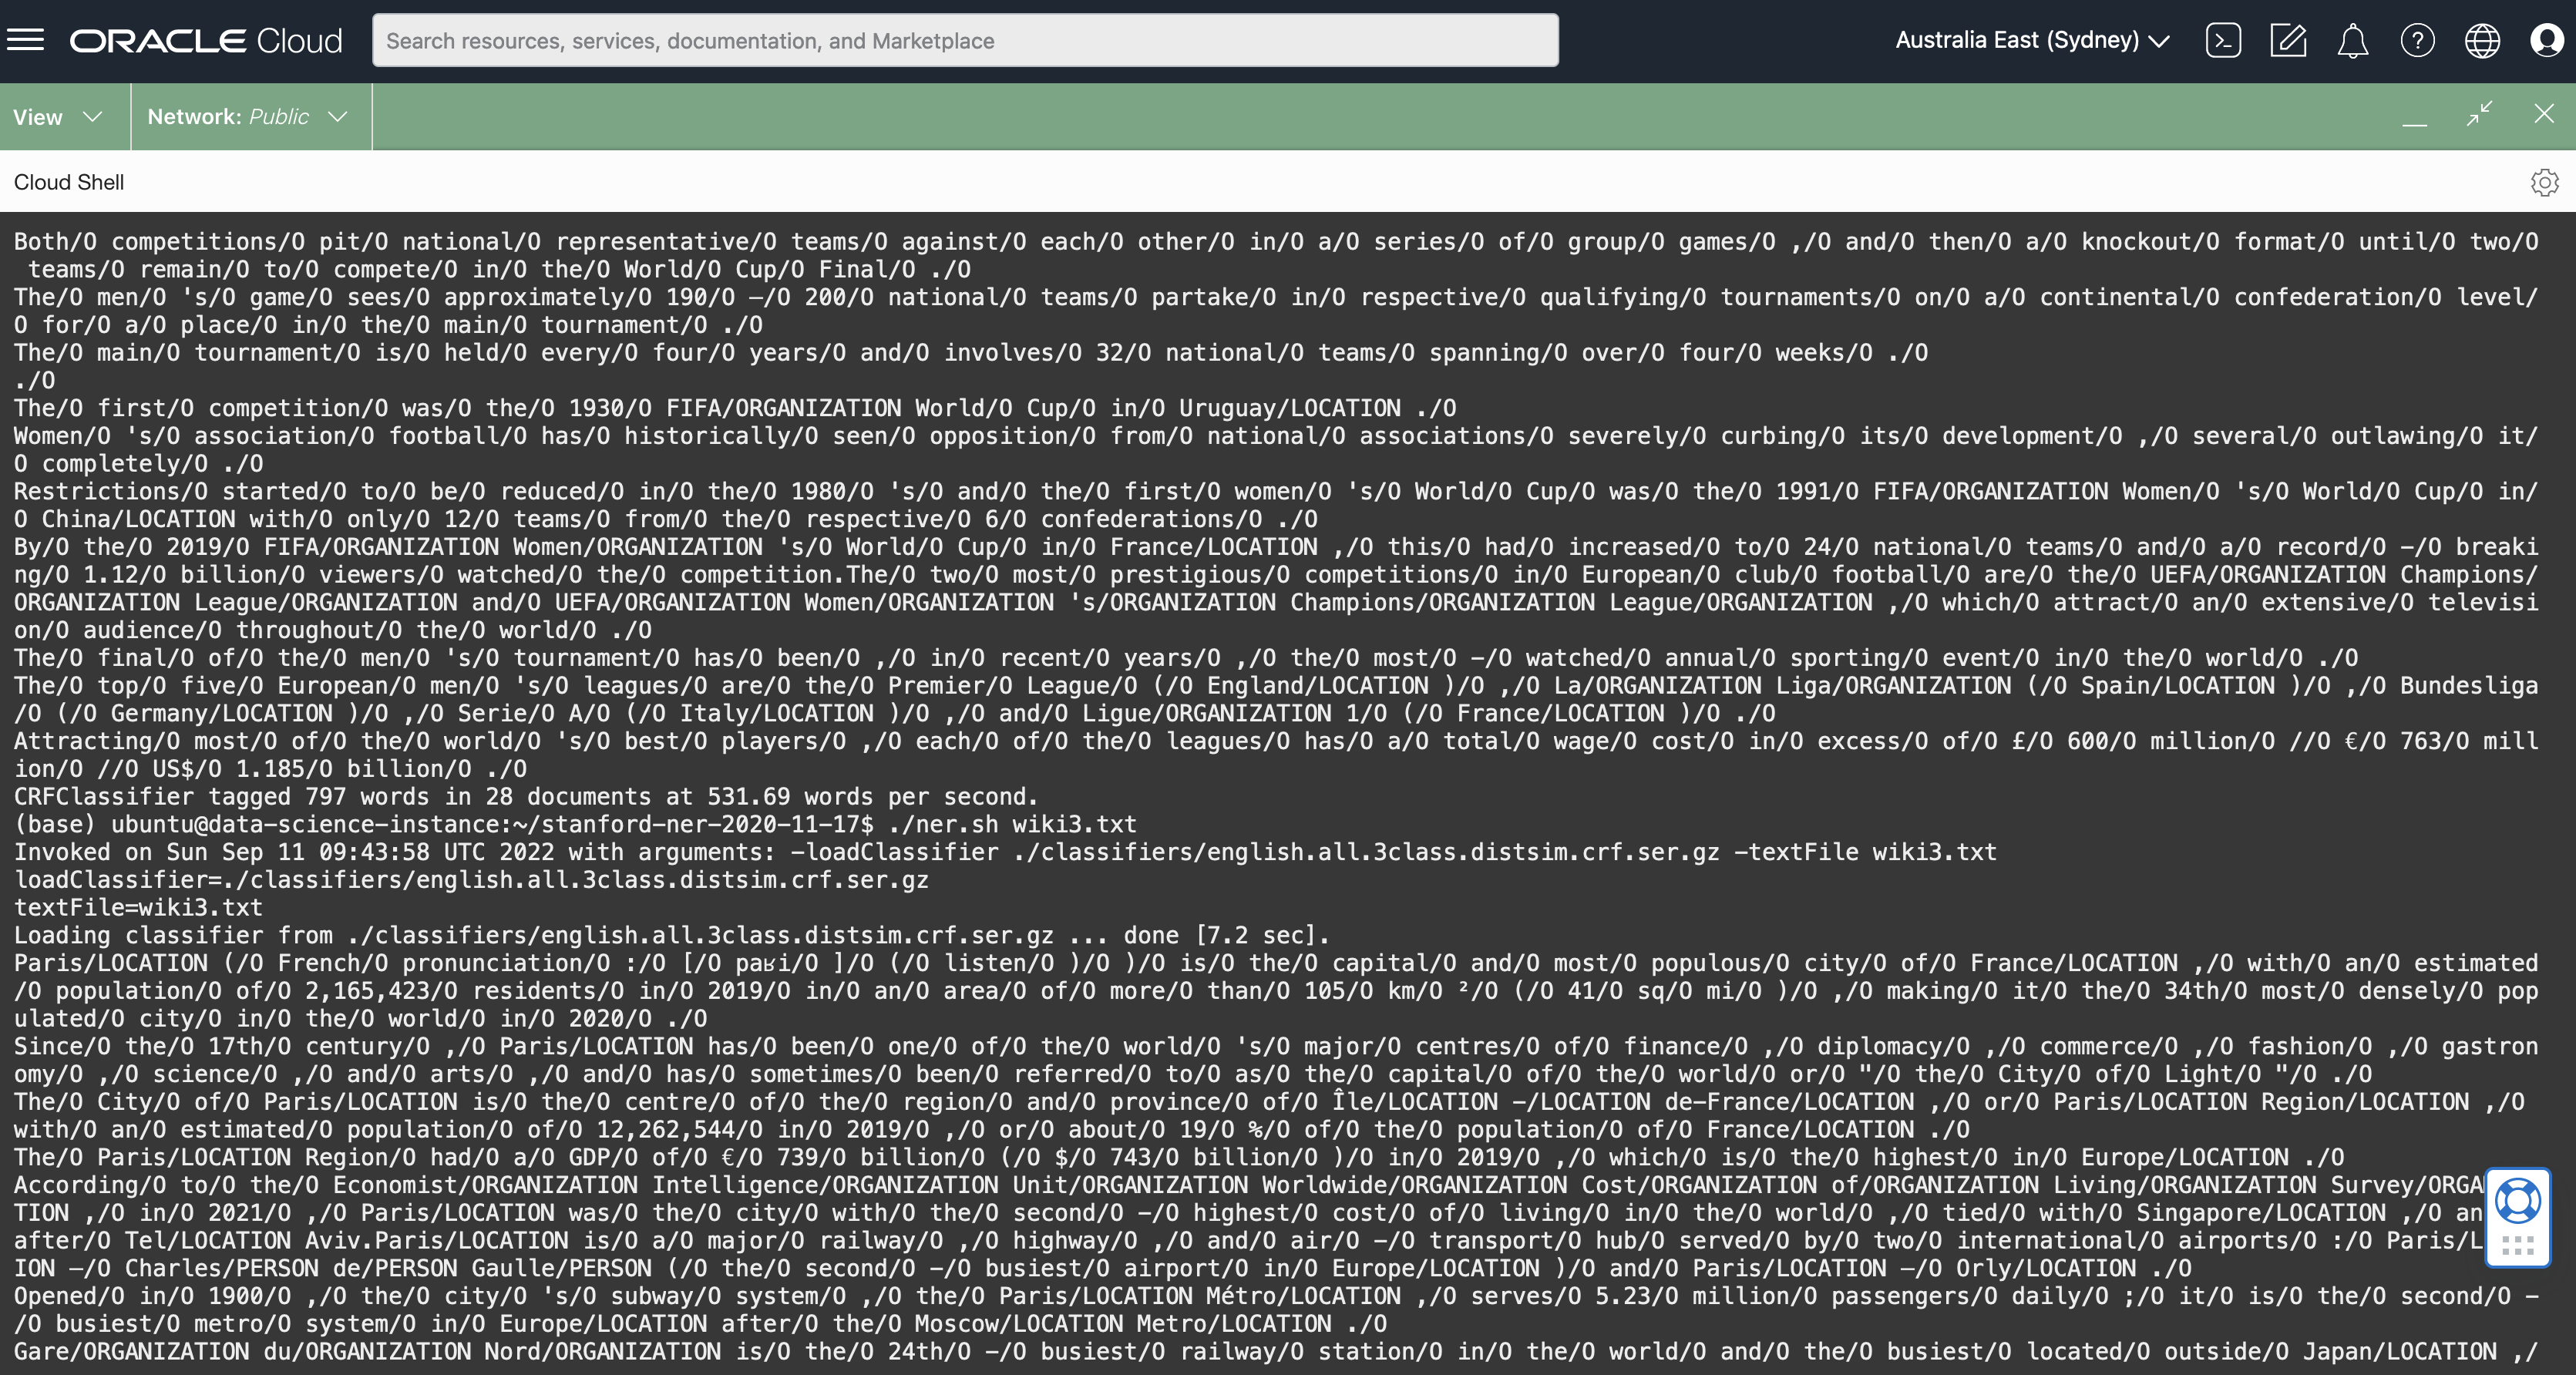 ORACLE Cloud
Search resources, services, documentation, and Marketplace
Australia East (Sydney)
View
Network: Public
Cloud Shell
Both/O competitions/O pit/O national/O representative/O teams/O against/O each/O other/O in/O a/O series/O of/O group/O games/O ,/O and/O then/O a/O knockout/O format/O until/O two/O
teams/O remain/O to/O compete/O in/O the/O World/O Cup/O Final/O ./O
The/O men/O 's/O game/O sees/O approximately/O 190/O –/O 200/O national/O teams/O partake/O in/O respective/O qualifying/O tournaments/O on/O a/O continental/O confederation/O level/
O for/O a/O place/O in/O the/O main/O tournament/O ./O
The/O main/O tournament/O is/O held/O every/O four/O years/O and/O involves/O 32/O national/O teams/O spanning/O over/O four/O weeks/O ./O
./O
The/O first/O competition/O was/O the/O 1930/O FIFA/ORGANIZATION World/O Cup/O in/O Uruguay/LOCATION ./O
Women/O 's/O association/O football/O has/O historically/O seen/O opposition/O from/O national/O associations/O severely/O curbing/O its/O development/O ,/O several/O outlawing/O it/
O completely/O ./O
Restrictions/O started/O to/O be/O reduced/O in/O the/O 1980/O 's/O and/O the/O first/O women/O 's/O World/O Cup/O was/O the/O 1991/O FIFA/ORGANIZATION Women/O 's/O World/O Cup/O in/
O China/LOCATION with/O only/O 12/O teams/O from/O the/O respective/O 6/O confederations/O ./O
By/O the/O 2019/O FIFA/ORGANIZATION Women/ORGANIZATION 's/O World/O Cup/O in/O France/LOCATION ,/O this/O had/O increased/O to/O 24/O national/O teams/O and/O a/O record/O -/O breaki
ng/O 1.12/O billion/O viewers/O watched/O the/O competition.The/O two/O most/O prestigious/O competitions/O in/O European/O club/O football/O are/O the/O UEFA/ORGANIZATION Champions/
ORGANIZATION League/ORGANIZATION and/O UEFA/ORGANIZATION Women/ORGANIZATION 's/ORGANIZATION Champions/ORGANIZATION League/ORGANIZATION ,/O which/O attract/O an/O extensive/O televisi
on/O audience/O throughout/O the/O world/O ./O
The/O final/O of/O the/O men/O 's/O tournament/O has/O been/O ,/O in/O recent/O years/O ,/O the/O most/O -/O watched/O annual/O sporting/O event/O in/O the/O world/O ./O
The/O top/O five/O European/O men/O 's/O leagues/O are/O the/O Premier/O League/O (/O England/LOCATION )/O ,/O La/ORGANIZATION Liga/ORGANIZATION (/O Spain/LOCATION )/O ,/O Bundesliga
/O (/O Germany/LOCATION )/O ,/O Serie/O A/O (/O Italy/LOCATION )/O ,/O and/O Ligue/ORGANIZATION 1/O (/O France/LOCATION )/O ./O
Attracting/O most/O of/O the/O world/O 's/O best/O players/O ,/O each/O of/O the/O leagues/O has/O a/O total/O wage/O cost/O in/O excess/O of/O £/O 600/O million/O //O €/O 763/O mill
ion/O //O US$/O 1.185/O billion/O ./O
CRFClassifier tagged 797 words in 28 documents at 531.69 words per second.
(base) ubuntu@data-science-instance:~/stanford-ner-2020-11-17$ ./ner.sh wiki3.txt
Invoked on Sun Sep 11 09:43:58 UTC 2022 with arguments: -loadClassifier ./classifiers/english.all.3class.distsim.crf.ser.gz -textFile wiki3.txt
loadClassifier=./classifiers/english.all.3class.distsim.crf.ser.gz
textFile=wiki3.txt
Loading classifier from ./classifiers/english.all.3class.distsim.crf.ser.gz ... done [7.2 sec].
Paris/LOCATION (/O French/O pronunciation/O :/O [/O paʁi/O ]/O (/O listen/O )/O )/O is/O the/O capital/O and/O most/O populous/O city/O of/O France/LOCATION ,/O with/O an/O estimated
/O population/O of/O 2,165,423/O residents/O in/O 2019/O in/O an/O area/O of/O more/O than/O 105/O km/O ²/O (/O 41/O sq/O mi/O )/O ,/O making/O it/O the/O 34th/O most/O densely/O pop
ulated/O city/O in/O the/O world/O in/O 2020/O ./O
Since/O the/O 17th/O century/O ,/O Paris/LOCATION has/O been/O one/O of/O the/O world/O 's/O major/O centres/O of/O finance/O ,/O diplomacy/O ,/O commerce/O ,/O fashion/O ,/O gastron
omy/O ,/O science/O ,/O and/O arts/O ,/O and/O has/O sometimes/O been/O referred/O to/O as/O the/O capital/O of/O the/O world/O or/O "/O the/O City/O of/O Light/O "/O ./O
The/O City/O of/O Paris/LOCATION is/O the/O centre/O of/O the/O region/O and/O province/O of/O Île/LOCATION -/LOCATION de-France/LOCATION ,/O or/O Paris/LOCATION Region/LOCATION ,/O
with/O an/O estimated/O population/O of/O 12,262,544/O in/O 2019/O ,/O or/O about/O 19/O %/O of/O the/O population/O of/O France/LOCATION ./O
The/O Paris/LOCATION Region/O had/O a/O GDP/O of/O €/O 739/O billion/O (/O $/O 743/O billion/O )/O in/O 2019/O ,/O which/O is/O the/O highest/O in/O Europe/LOCATION ./O
According/O to/O the/O Economist/ORGANIZATION Intelligence/ORGANIZATION Unit/ORGANIZATION Worldwide/ORGANIZATION Cost/ORGANIZATION of/ORGANIZATION Living/ORGANIZATION Survey/ORGA
TION ,/O in/O 2021/O ,/O Paris/LOCATION was/O the/O city/O with/O the/O second/O -/O highest/O cost/O of/O living/O in/O the/O world/O ,/O tied/O with/O Singapore/LOCATION ,/O an
after/O Tel/LOCATION Aviv.Paris/LOCATION is/O a/O major/O railway/O ,/O highway/O ,/O and/O air/O -/O transport/O hub/O served/O by/O two/O international/O airports/O :/O Paris/L
ION –/O Charles/PERSON de/PERSON Gaulle/PERSON (/O the/O second/O -/O busiest/O airport/O in/O Europe/LOCATION )/O and/O Paris/LOCATION –/O Orly/LOCATION ./O
Opened/O in/O 1900/O ,/O the/O city/O 's/O subway/O system/O ,/O the/O Paris/LOCATION Métro/LOCATION ,/O serves/O 5.23/O million/O passengers/O daily/O ;/O it/O is/O the/O second/O -
/O busiest/O metro/O system/O in/O Europe/LOCATION after/O the/O Moscow/LOCATION Metro/LOCATION ./O
Gare/ORGANIZATION du/ORGANIZATION Nord/ORGANIZATION is/O the/O 24th/O -/O busiest/O railway/O station/O in/O the/O world/O and/O the/O busiest/O located/O outside/O Japan/LOCATION ,/